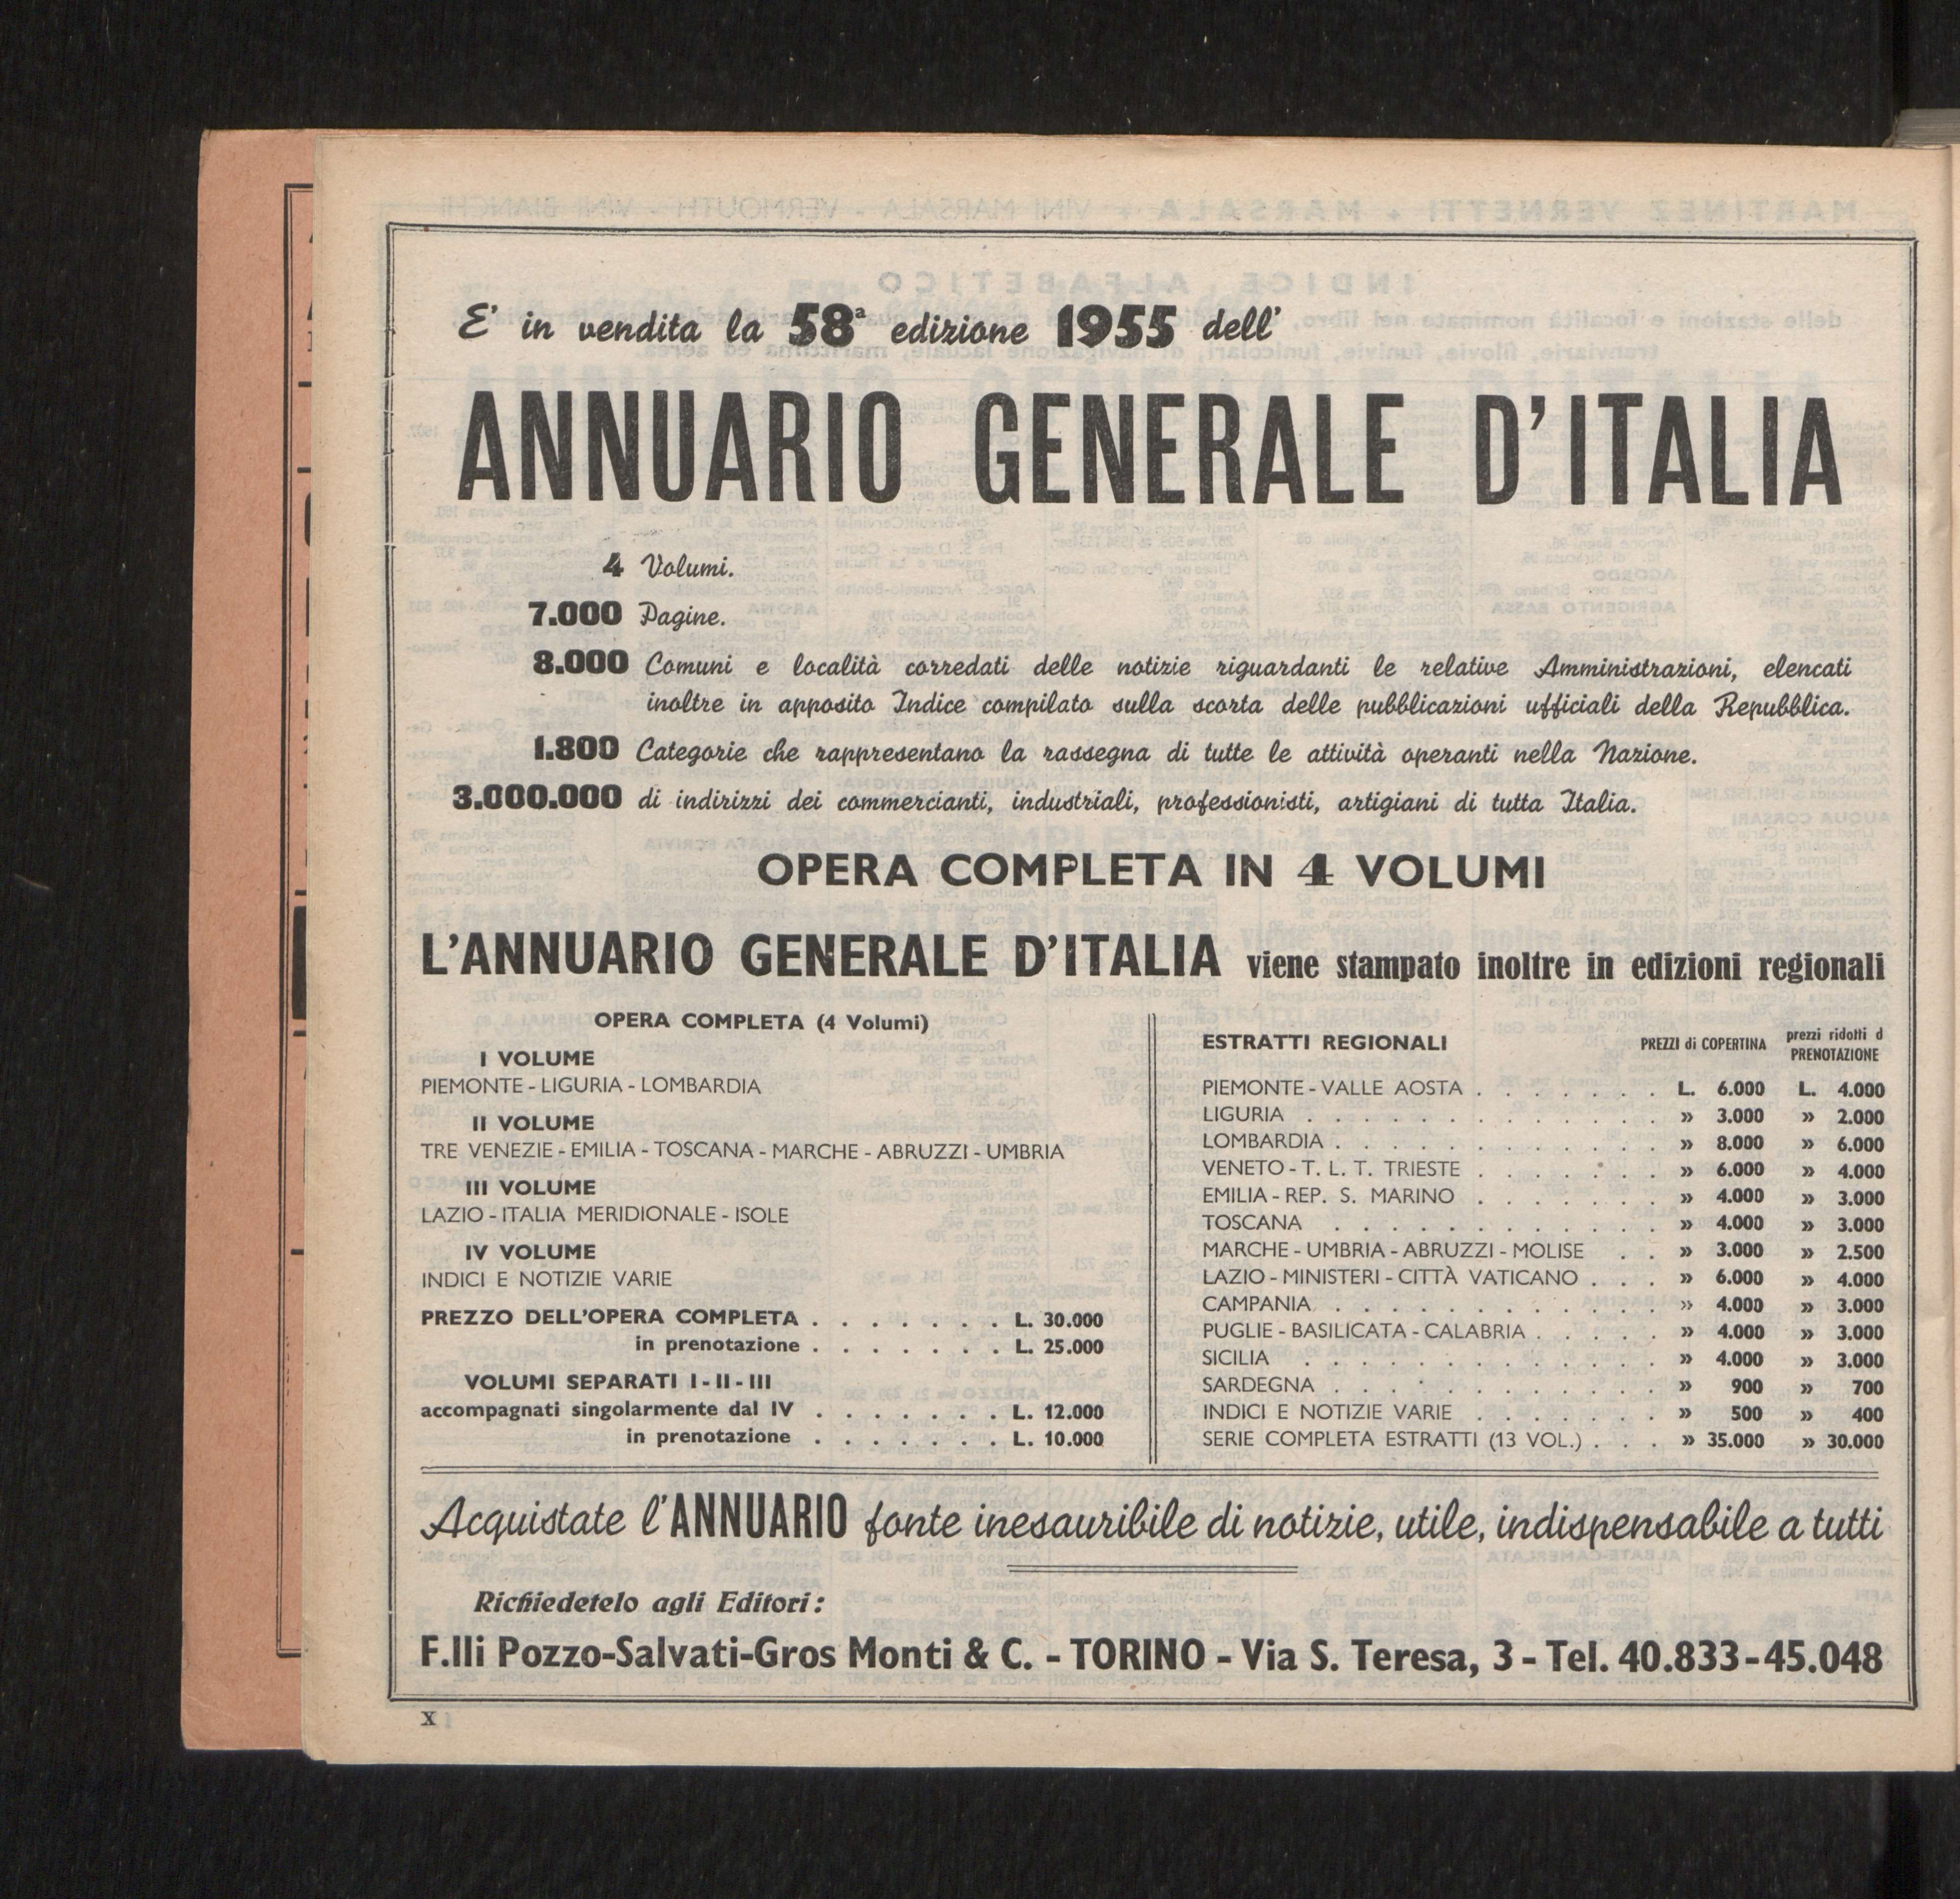 E' in vendita la 58ª edizione 1955 dell'
ANNUARIO GENERALE D'ITALIA
4 Volumi.
7.000 Pagine.
8.000 Comuni e località corredati delle notizie riguardanti le relative Amministrazioni, elencati
inoltre in apposito Indice compilato sulla scorta delle pubblicazioni ufficiali della Repubblica.
1.800 Categorie che rappresentano la rassegna di tutte le attività operanti nella Nazione.
3.000.000 di indirizzi dei commercianti, industriali, professionisti, artigiani di tutta Italia.
OPERA COMPLETA IN 4 VOLUMI
L'ANNUARIO GENERALE D'ITALIA viene stampato inoltre in edizioni regionali
OPERA COMPLETA (4 Volumi)
I VOLUME
PIEMONTE - LIGURIA - LOMBARDIA
II VOLUME
TRE VENEZIE - EMILIA - TOSCANA - MARCHE - ABRUZZI - UMBRIA
III VOLUME
LAZIO - ITALIA MERIDIONALE - ISOLE
IV VOLUME
INDICI E NOTIZIE VARIE
PREZZO DELL'OPERA COMPLETA . . . . . . . L. 30.000
in prenotazione . . . . . . . L. 25.000
VOLUMI SEPARATI I - II - III
accompagnati singolarmente dal IV . . . . . . . L. 12.000
in prenotazione . . . . . . . L. 10.000
ESTRATTI REGIONALI PREZZI di COPERTINA prezzi ridotti d PRENOTAZIONE
PIEMONTE - VALLE AOSTA . . . . . . . L. 6.000 L. 4.000
LIGURIA . . . . . . . . . . . . . » 3.000 » 2.000
LOMBARDIA . . . . . . . . . . . . » 8.000 » 6.000
VENETO - T. L. T. TRIESTE . . . . . . . » 6.000 » 4.000
EMILIA - REP. S. MARINO . . . . . . . » 4.000 » 3.000
TOSCANA . . . . . . . . . . . . » 4.000 » 3.000
MARCHE - UMBRIA - ABRUZZI - MOLISE . . » 3.000 » 2.500
LAZIO - MINISTERI - CITTÀ VATICANO . . . » 6.000 » 4.000
CAMPANIA . . . . . . . . . . . . » 4.000 » 3.000
PUGLIE - BASILICATA - CALABRIA . . . . . » 4.000 » 3.000
SICILIA . . . . . . . . . . . . . » 4.000 » 3.000
SARDEGNA . . . . . . . . . . . . » 900 » 700
INDICI E NOTIZIE VARIE . . . . . . . » 500 » 400
SERIE COMPLETA ESTRATTI (13 VOL.) . . . » 35.000 » 30.000
Acquistate l'ANNUARIO fonte inesauribile di notizie, utile, indispensabile a tutti
Richiedetelo agli Editori:
F.lli Pozzo-Salvati-Gros Monti & C. - TORINO - Via S. Teresa, 3 - Tel. 40.833-45.048
X